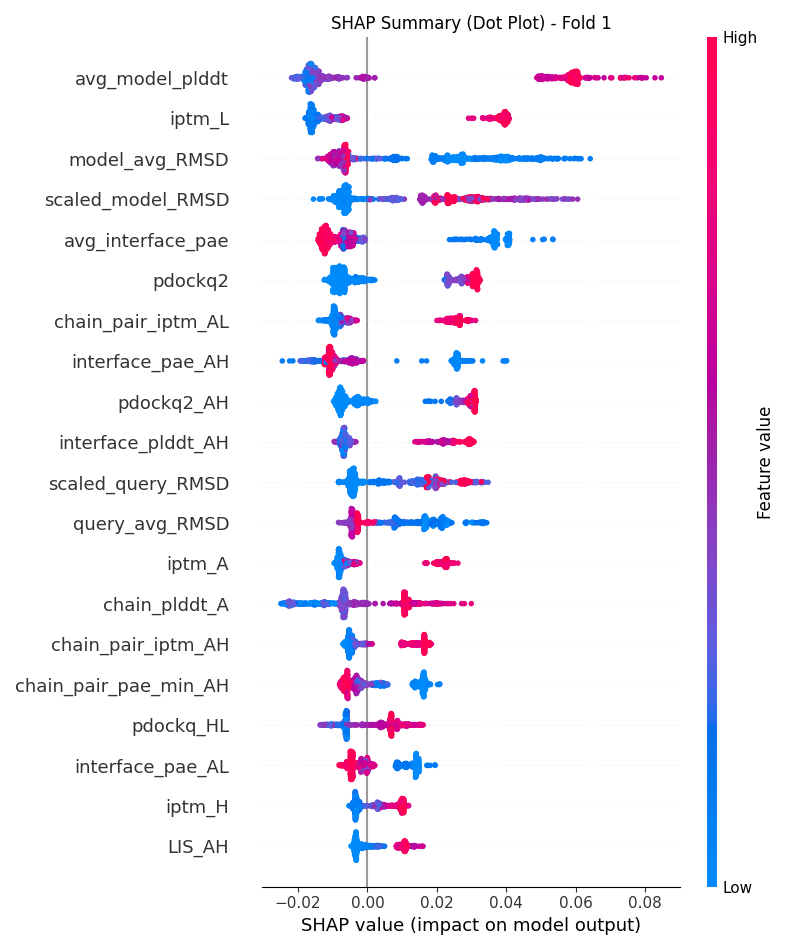 SHAP Summary (Dot Plot) - Fold 1
High
avg_model_plddt
iptm_L
model_avg_RMSD
scaled_model_RMSD
avg_interface_pae
pdockq2
chain_pair_iptm_AL
interface_pae_AH
pdockq2_AH
interface_plddt_AH
scaled_query_RMSD
query_avg_RMSD
iptm_A
chain_plddt_A
chain_pair_iptm_AH
chain_pair_pae_min_AH
pdockq_HL
interface_pae_AL
iptm_H
LIS_AH
Feature value
Low
−0.02 0.00 0.02 0.04 0.06 0.08
SHAP value (impact on model output)